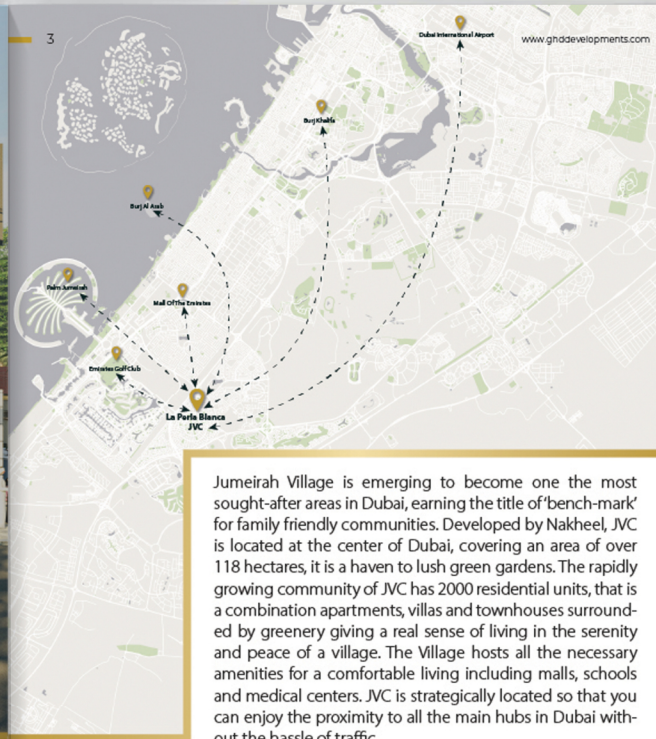 3
www.ghddevelopments.com
Dubai International Airport
Burj Khalifa
Burj Al Arab
Palm Jumeirah
Mall Of The Emirates
Emirates Golf Club
La Perla Blanca
JVC
Jumeirah Village is emerging to become one the most
sought-after areas in Dubai, earning the title of ‘bench-mark’
for family friendly communities. Developed by Nakheel, JVC
is located at the center of Dubai, covering an area of over
118 hectares, it is a haven to lush green gardens. The rapidly
growing community of JVC has 2000 residential units, that is
a combination apartments, villas and townhouses surround-
ed by greenery giving a real sense of living in the serenity
and peace of a village. The Village hosts all the necessary
amenities for a comfortable living including malls, schools
and medical centers. JVC is strategically located so that you
can enjoy the proximity to all the main hubs in Dubai with-
out the hassle of traffic.